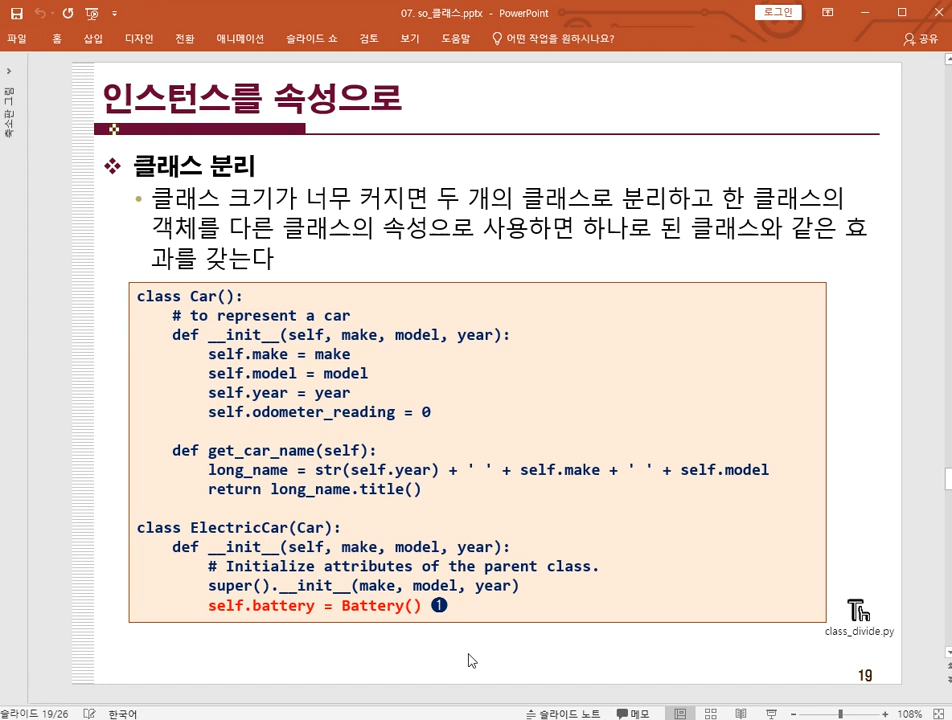 07. so_클래스.pptx - PowerPoint
로그인
파일 홈 삽입 디자인 전환 애니메이션 슬라이드 쇼 검토 보기 도움말 어떤 작업을 원하시나요? 공유
축소판 그림
인스턴스를 속성으로
클래스 분리
클래스 크기가 너무 커지면 두 개의 클래스로 분리하고 한 클래스의
객체를 다른 클래스의 속성으로 사용하면 하나로 된 클래스와 같은 효
과를 갖는다
class Car():
# to represent a car
def __init__(self, make, model, year):
self.make = make
self.model = model
self.year = year
self.odometer_reading = 0
def get_car_name(self):
long_name = str(self.year) + ' ' + self.make + ' ' + self.model
return long_name.title()
class ElectricCar(Car):
def __init__(self, make, model, year):
# Initialize attributes of the parent class.
super().__init__(make, model, year)
self.battery = Battery() 1
Th
class_divide.py
19
슬라이드 19/26 한국어 슬라이드 노트 메모 108%